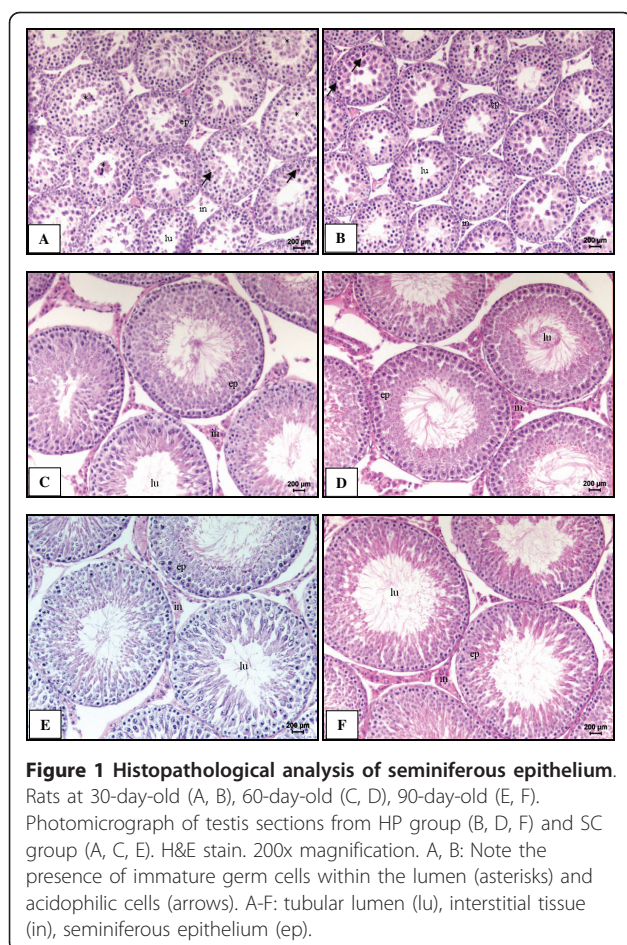 * * * * * ep in lu A 200 µm
* ep lu in B 200 µm
ep in lu C 200 µm
lu ep in D 200 µm
ep in lu E 200 µm
lu ep in F 200 µm
Figure 1 Histopathological analysis of seminiferous epithelium.
Rats at 30-day-old (A, B), 60-day-old (C, D), 90-day-old (E, F).
Photomicrograph of testis sections from HP group (B, D, F) and SC
group (A, C, E). H&E stain. 200x magnification. A, B: Note the
presence of immature germ cells within the lumen (asterisks) and
acidophilic cells (arrows). A-F: tubular lumen (lu), interstitial tissue
(in), seminiferous epithelium (ep).